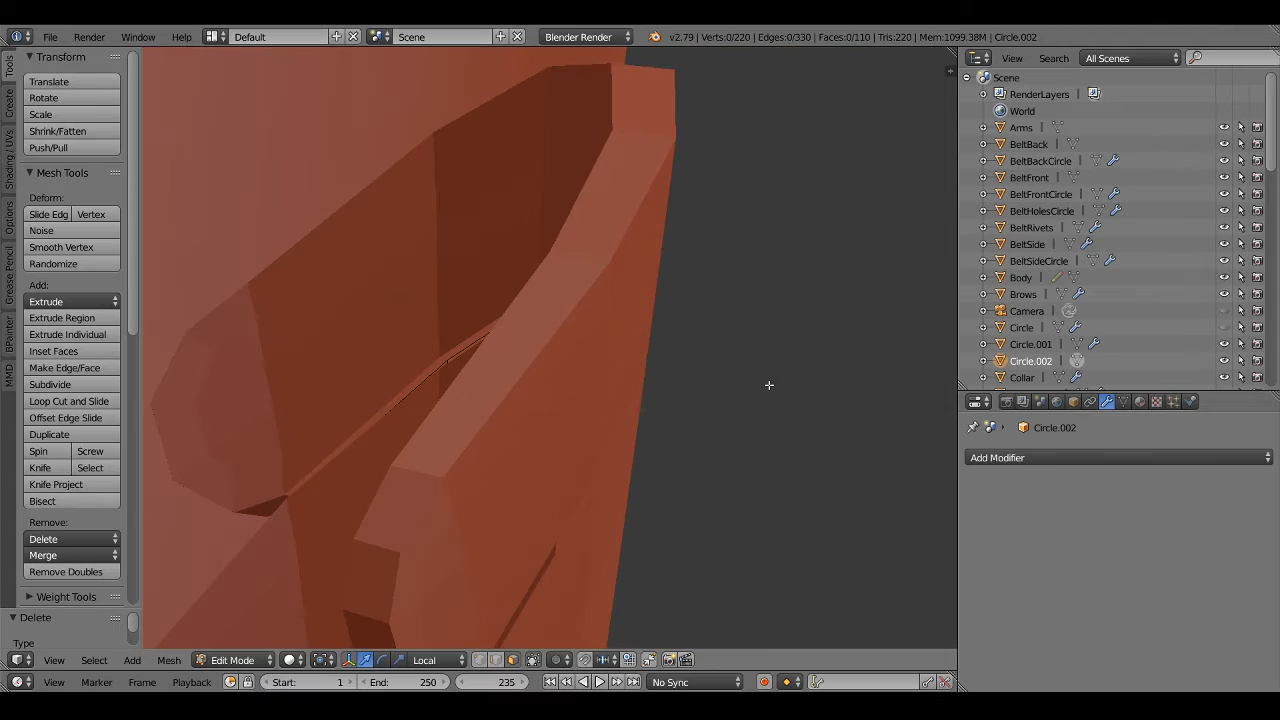 File Render Window Help Default Scene Blender Render v2.79 | Verts:0/220 | Edges:0/330 | Faces:0/110 | Tris:220 | Mem:1099.38M | Circle.002
Tools
Create
Shading / UVs
Options
Grease Pencil
BPainter
MMD
Transform
Translate
Rotate
Scale
Shrink/Fatten
Push/Pull
Mesh Tools
Deform:
Slide Edg Vertex
Noise
Smooth Vertex
Randomize
Add:
Extrude
Extrude Region
Extrude Individual
Inset Faces
Make Edge/Face
Subdivide
Loop Cut and Slide
Offset Edge Slide
Duplicate
Spin Screw
Knife Select
Knife Project
Bisect
Remove:
Delete
Merge
Remove Doubles
Weight Tools
Delete
Type
View Select Add Mesh Edit Mode Local
View Marker Frame Playback Start: 1 End: 250 235 No Sync
View Search All Scenes
Scene
RenderLayers |
World
Arms |
BeltBack |
BeltBackCircle |
BeltFront |
BeltFrontCircle |
BeltHolesCircle |
BeltRivets |
BeltSide |
BeltSideCircle |
Body |
Brows |
Camera |
Circle |
Circle.001 |
Circle.002 |
Collar |
Circle.002
Add Modifier